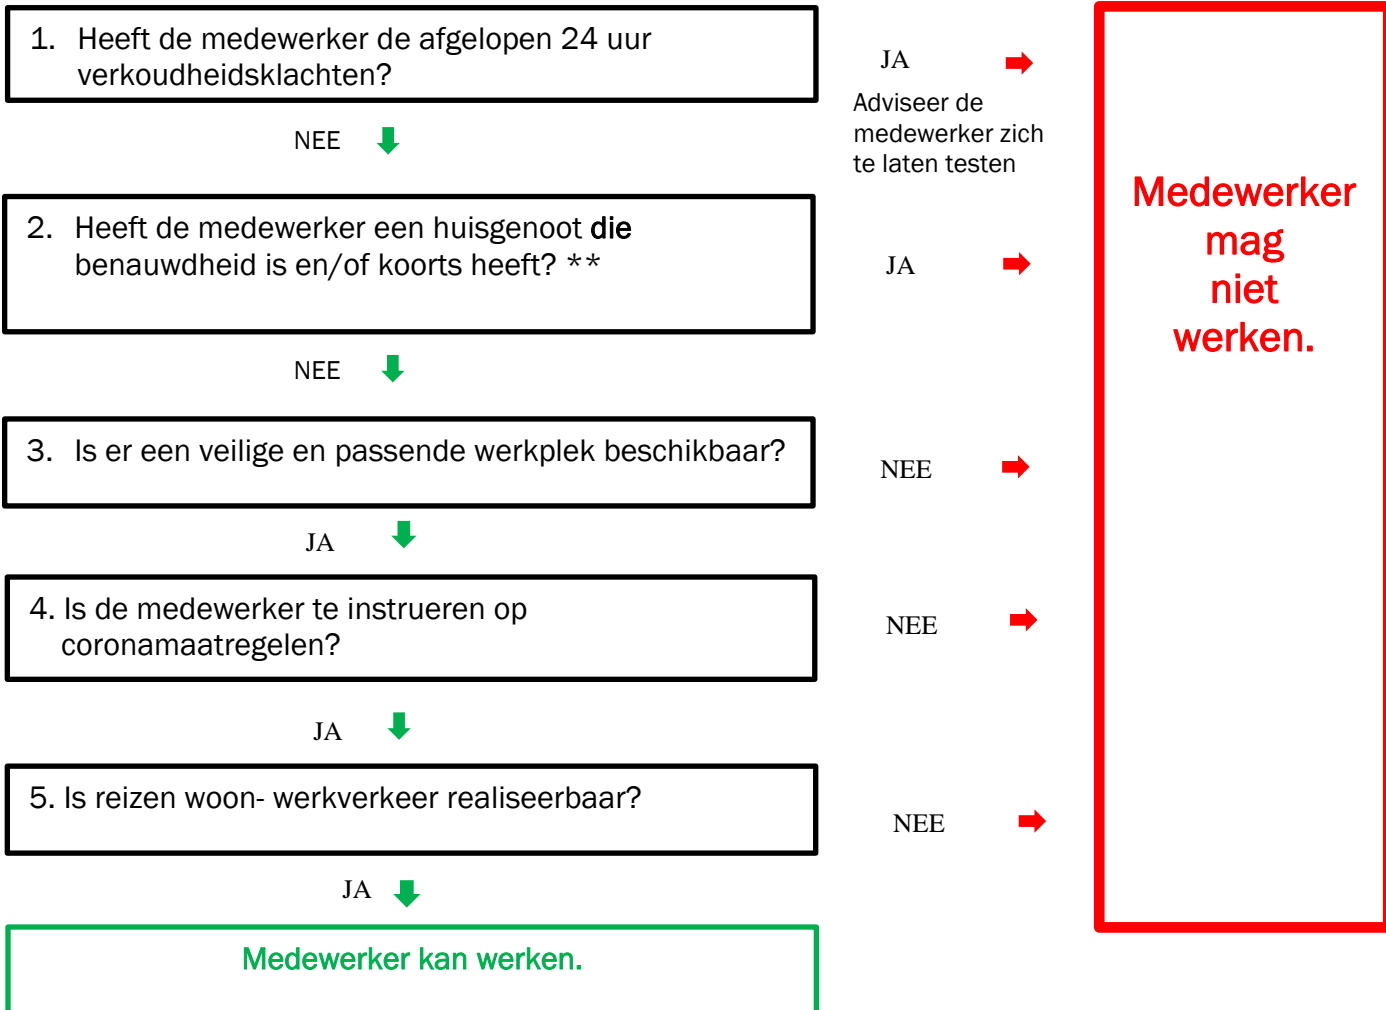 1. Heeft de medewerker de afgelopen 24 uur
verkoudheidsklachten?
JA
Adviseer de
medewerker zich
te laten testen
NEE
2. Heeft de medewerker een huisgenoot die
benauwdheid is en/of koorts heeft? **
JA
NEE
3. Is er een veilige en passende werkplek beschikbaar?
NEE
JA
4. Is de medewerker te instrueren op
coronamaatregelen?
NEE
JA
5. Is reizen woon- werkverkeer realiseerbaar?
NEE
JA
Medewerker kan werken.
Medewerker
mag
niet
werken.